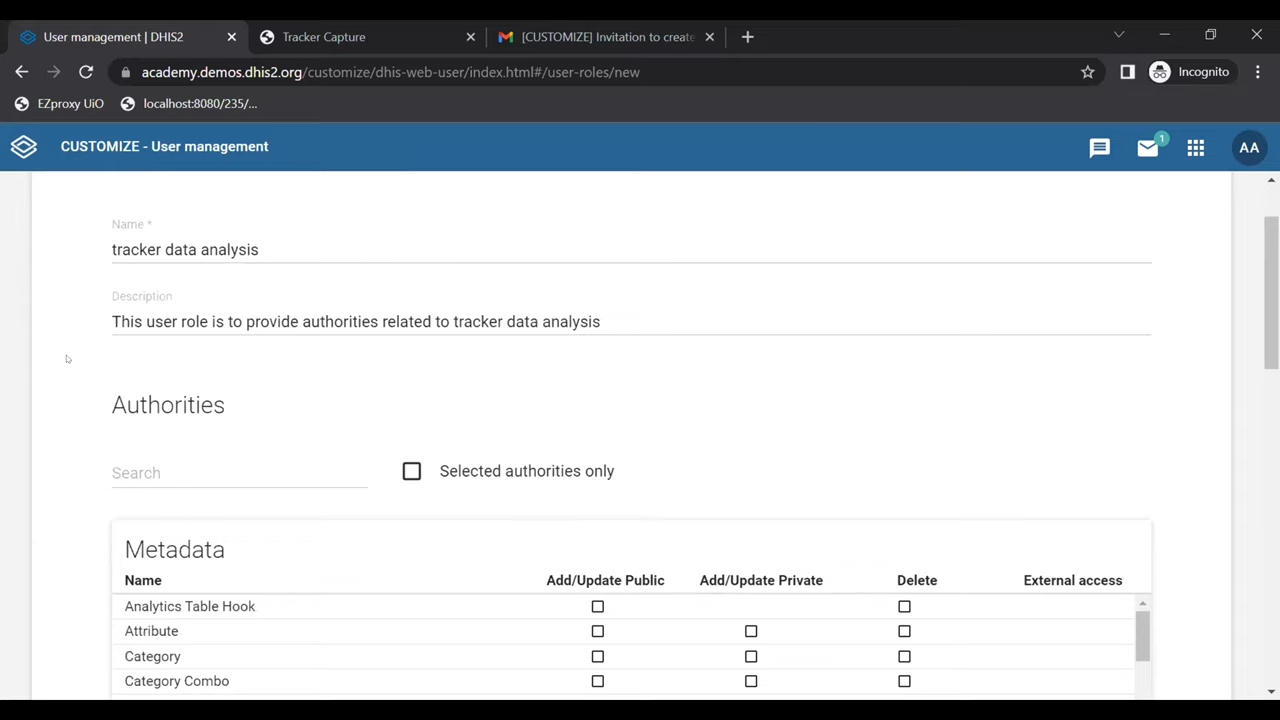 User management | DHIS2
Tracker Capture
[CUSTOMIZE] Invitation to create
academy.demos.dhis2.org/customize/dhis-web-user/index.html#/user-roles/new
Incognito
EZproxy UiO
localhost:8080/235/...
CUSTOMIZE - User management
1
AA
Name *
tracker data analysis
Description
This user role is to provide authorities related to tracker data analysis
Authorities
Search
Selected authorities only
Metadata
Name Add/Update Public Add/Update Private Delete External access
Analytics Table Hook
Attribute
Category
Category Combo